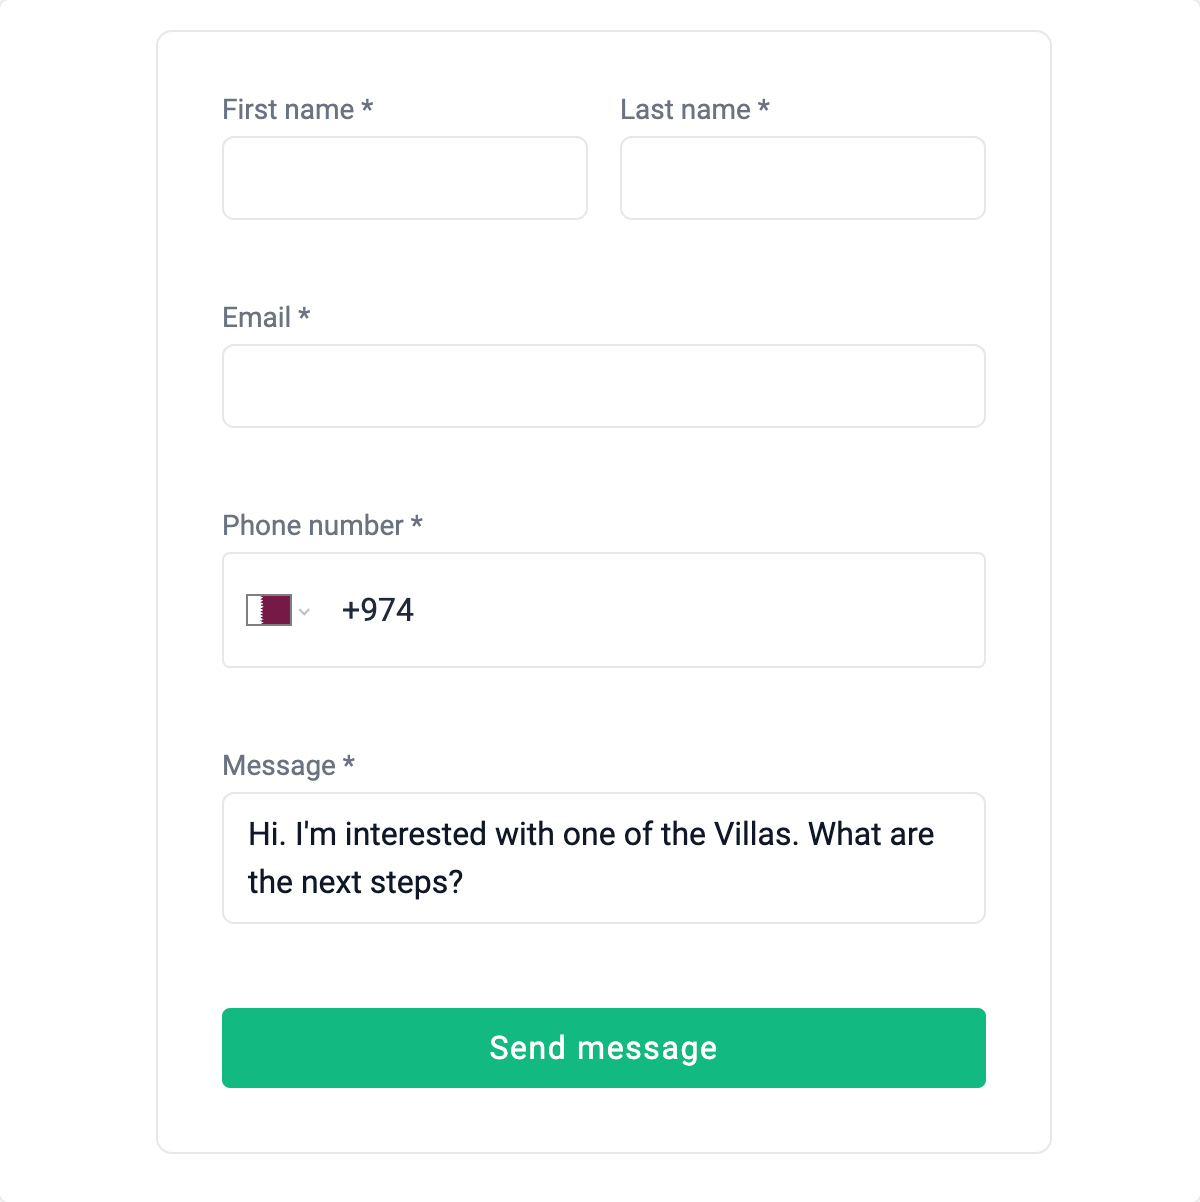 First name *
Last name *
Email *
Phone number *
+974
Message *
Hi. I'm interested with one of the Villas. What are
the next steps?
Send message